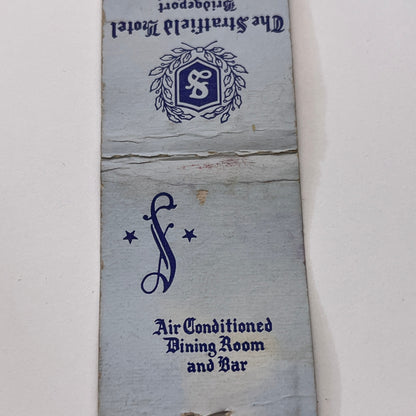 The Stratfield Hotel
Bridgeport
S
Air Conditioned
Dining Room
and Bar